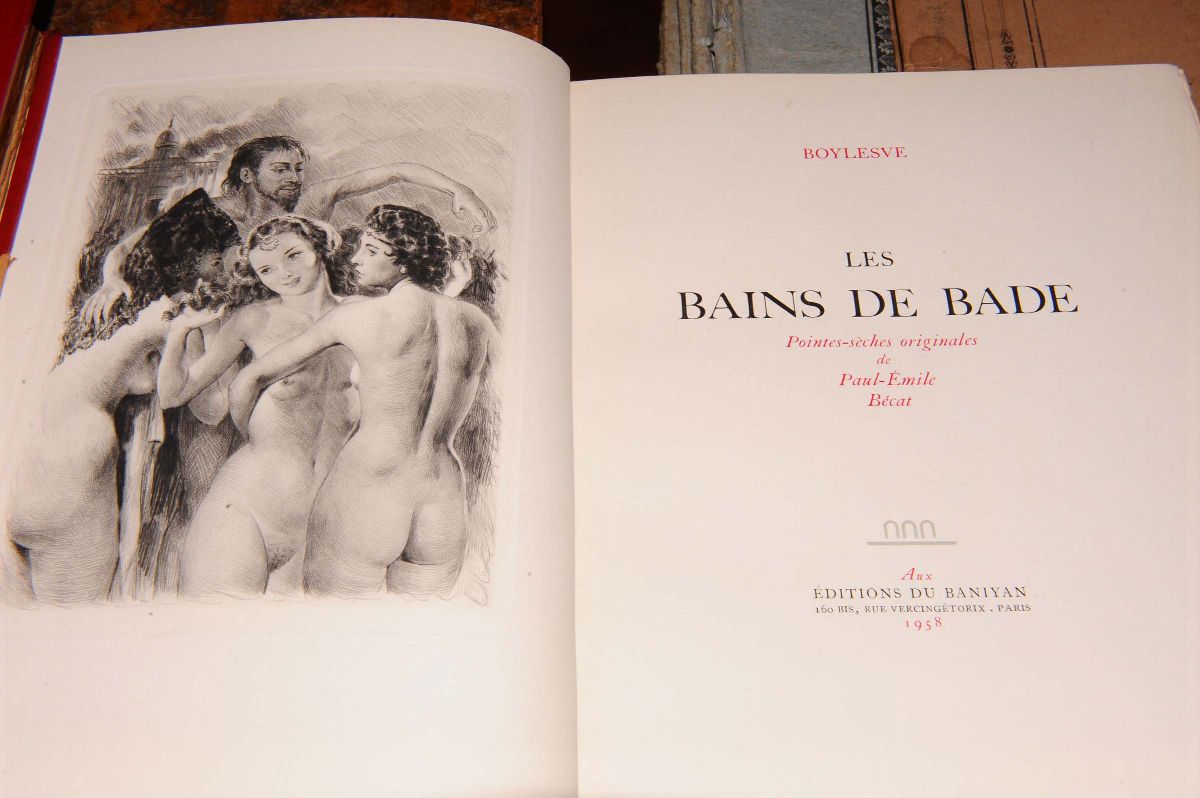 BOYLESVE
LES
BAINS DE BADE
Pointes-sèches originales
de
Paul-Émile
Bécat
Aux
ÉDITIONS DU BANIYAN
160 BIS, RUE VERCINGÉTORIX . PARIS
1958